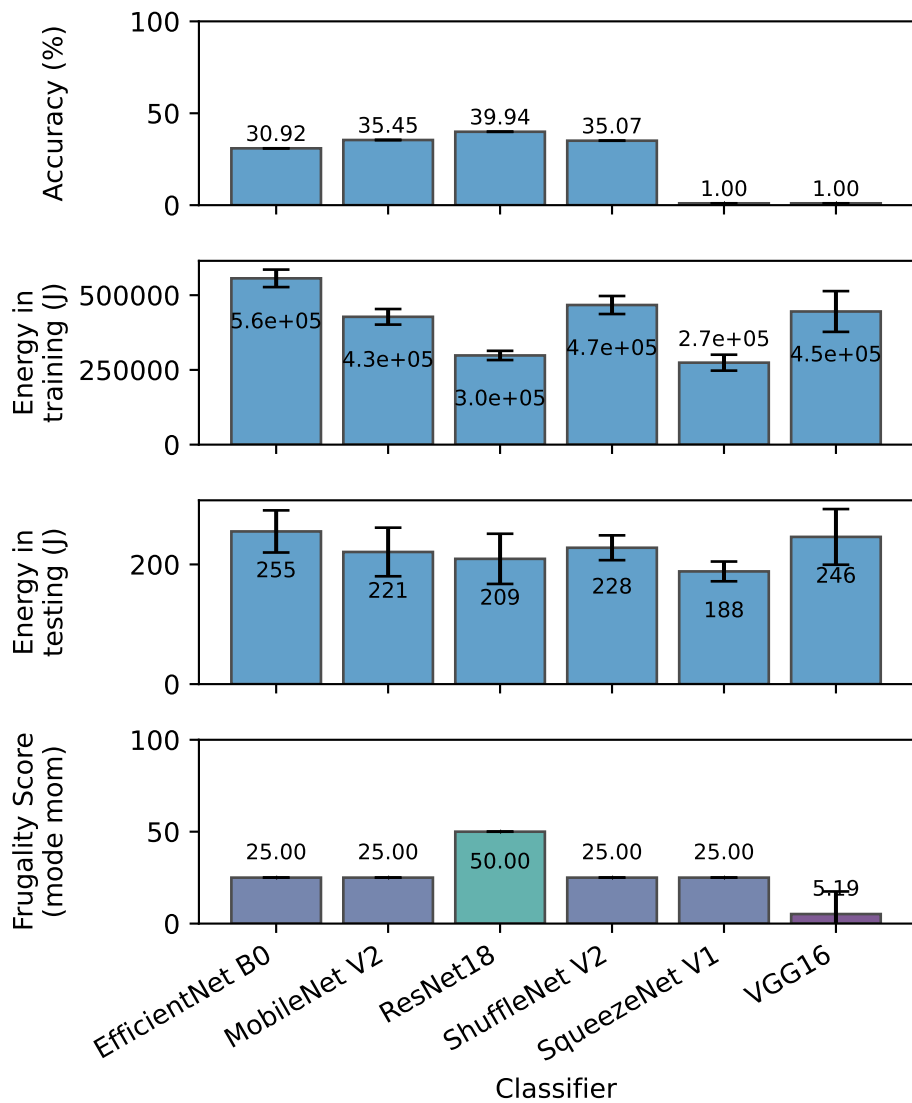 Accuracy (%)
100
50
0
30.92
35.45
39.94
35.07
1.00
1.00
Energy in
training (J)
500000
250000
0
5.6e+05
4.3e+05
3.0e+05
4.7e+05
2.7e+05
4.5e+05
Energy in
testing (J)
200
0
255
221
209
228
188
246
Frugality Score
(mode mom)
100
50
0
25.00
25.00
50.00
25.00
25.00
5.19
EfficientNet B0
MobileNet V2
ResNet18
ShuffleNet V2
SqueezeNet V1
VGG16
Classifier